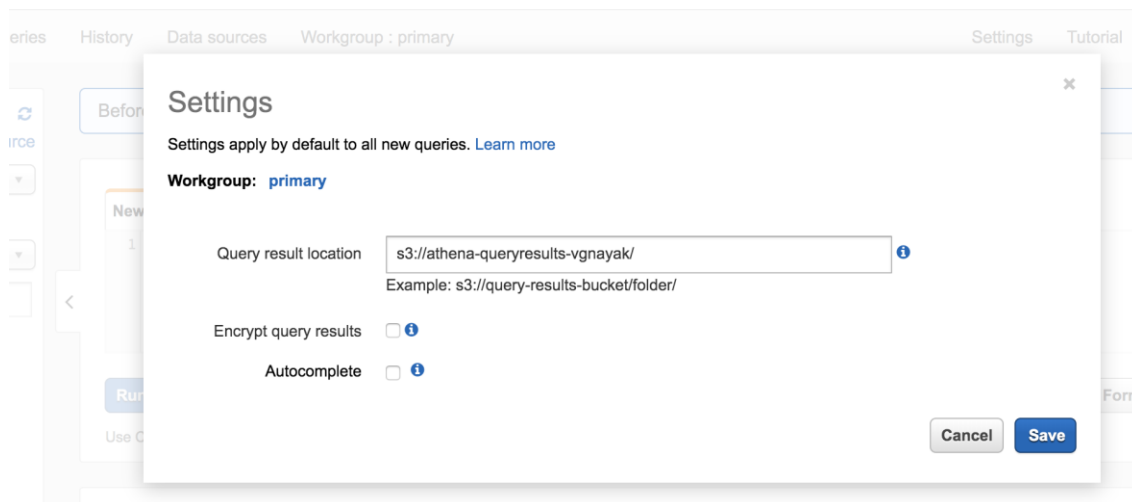 eries History Data sources Workgroup : primary Settings Tutorial
Settings
Befor
Settings apply by default to all new queries. Learn more
urce
Workgroup: primary
New
1
Query result location s3://athena-queryresults-vgnayak/
Example: s3://query-results-bucket/folder/
Encrypt query results
Autocomplete
Run
Form
Use C
Cancel Save